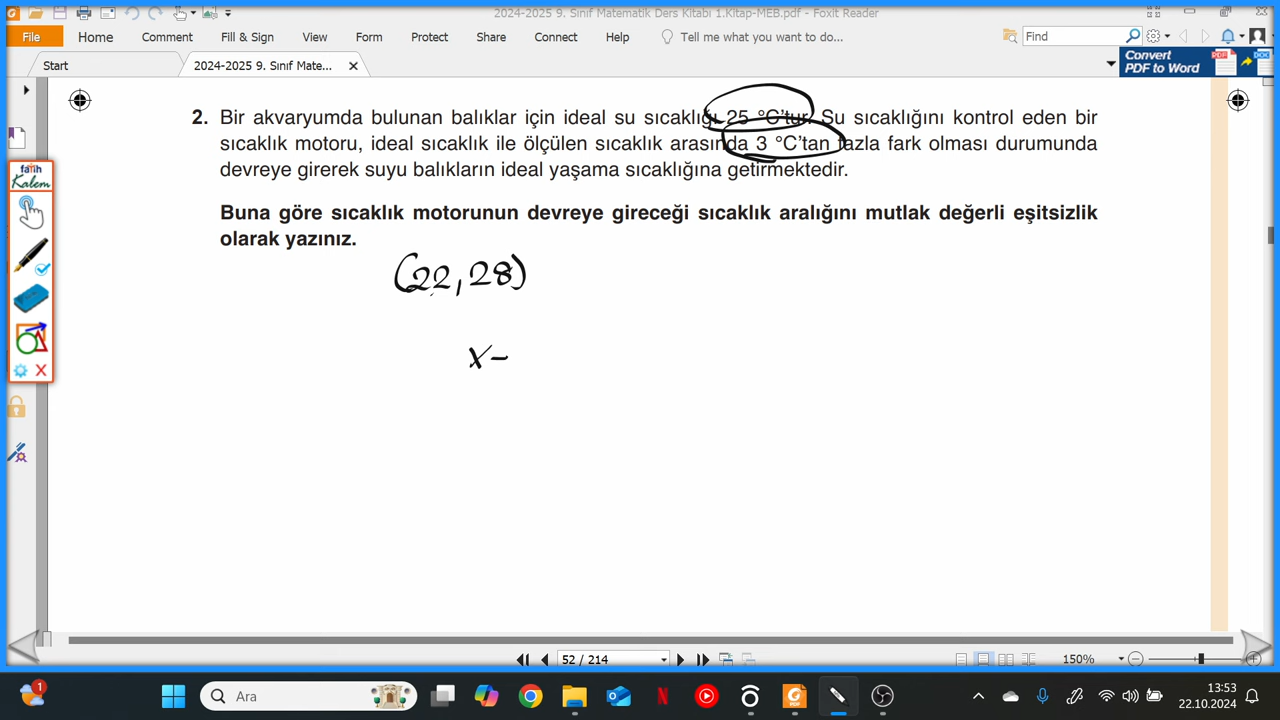 2024-2025 9. Sınıf Matematik Ders Kitabı 1.Kitap-MEB.pdf - Foxit Reader
File Home Comment Fill & Sign View Form Protect Share Connect Help Tell me what you want to do... Find
Start 2024-2025 9. Sınıf Mate... Convert
PDF to Word
2. Bir akvaryumda bulunan balıklar için ideal su sıcaklığı 25 °C'tur. Su sıcaklığını kontrol eden bir
sıcaklık motoru, ideal sıcaklık ile ölçülen sıcaklık arasında 3 °C'tan fazla fark olması durumunda
devreye girerek suyu balıkların ideal yaşama sıcaklığına getirmektedir.
Buna göre sıcaklık motorunun devreye gireceği sıcaklık aralığını mutlak değerli eşitsizlik
olarak yazınız.
(22,28)
x-
fatih
Kalem
52 / 214 150%
1 Ara 13:53
22.10.2024